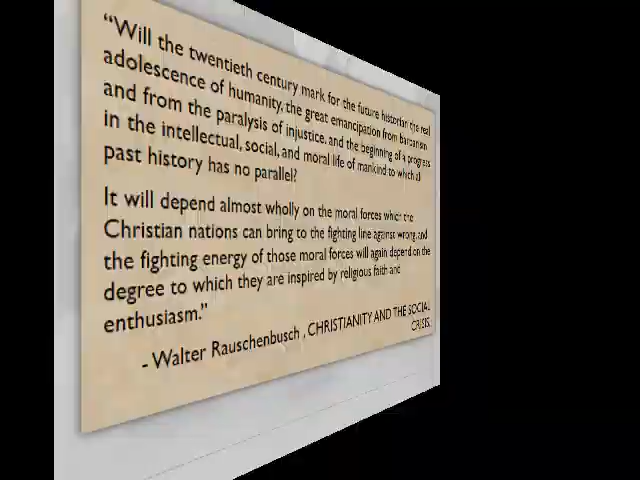 “Will the twentieth century mark for the future historian the real
adolescence of humanity, the great emancipation from barbarism
and from the paralysis of injustice, and the beginning of a progress
in the intellectual, social, and moral life of mankind to which all
past history has no parallel?
It will depend almost wholly on the moral forces which the
Christian nations can bring to the fighting line against wrong, and
the fighting energy of those moral forces will again depend on the
degree to which they are inspired by religious faith and
enthusiasm.”
- Walter Rauschenbusch , CHRISTIANITY AND THE SOCIAL
CRISIS.